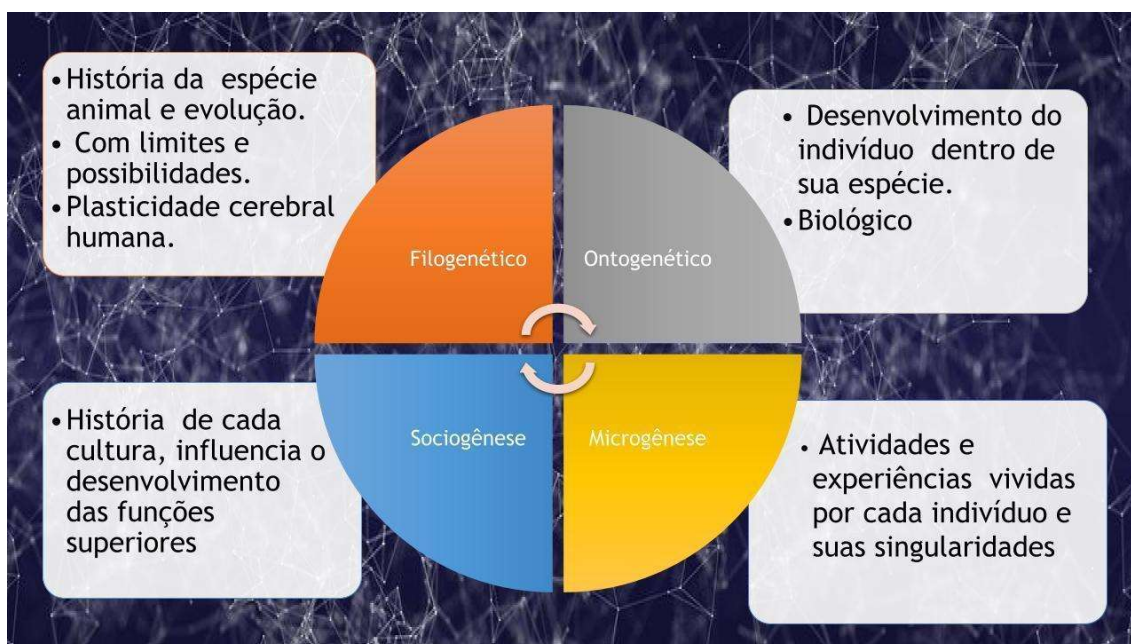 •História da espécie
animal e evolução.
• Com limites e
possibilidades.
•Plasticidade cerebral
humana.
• Desenvolvimento do
indivíduo dentro de
sua espécie.
•Biológico
Filogenético
Ontogenético
Sociogênese
Microgênese
•História de cada
cultura, influencia o
desenvolvimento
das funções
superiores
• Atividades e
experiências vividas
por cada indivíduo e
suas singularidades